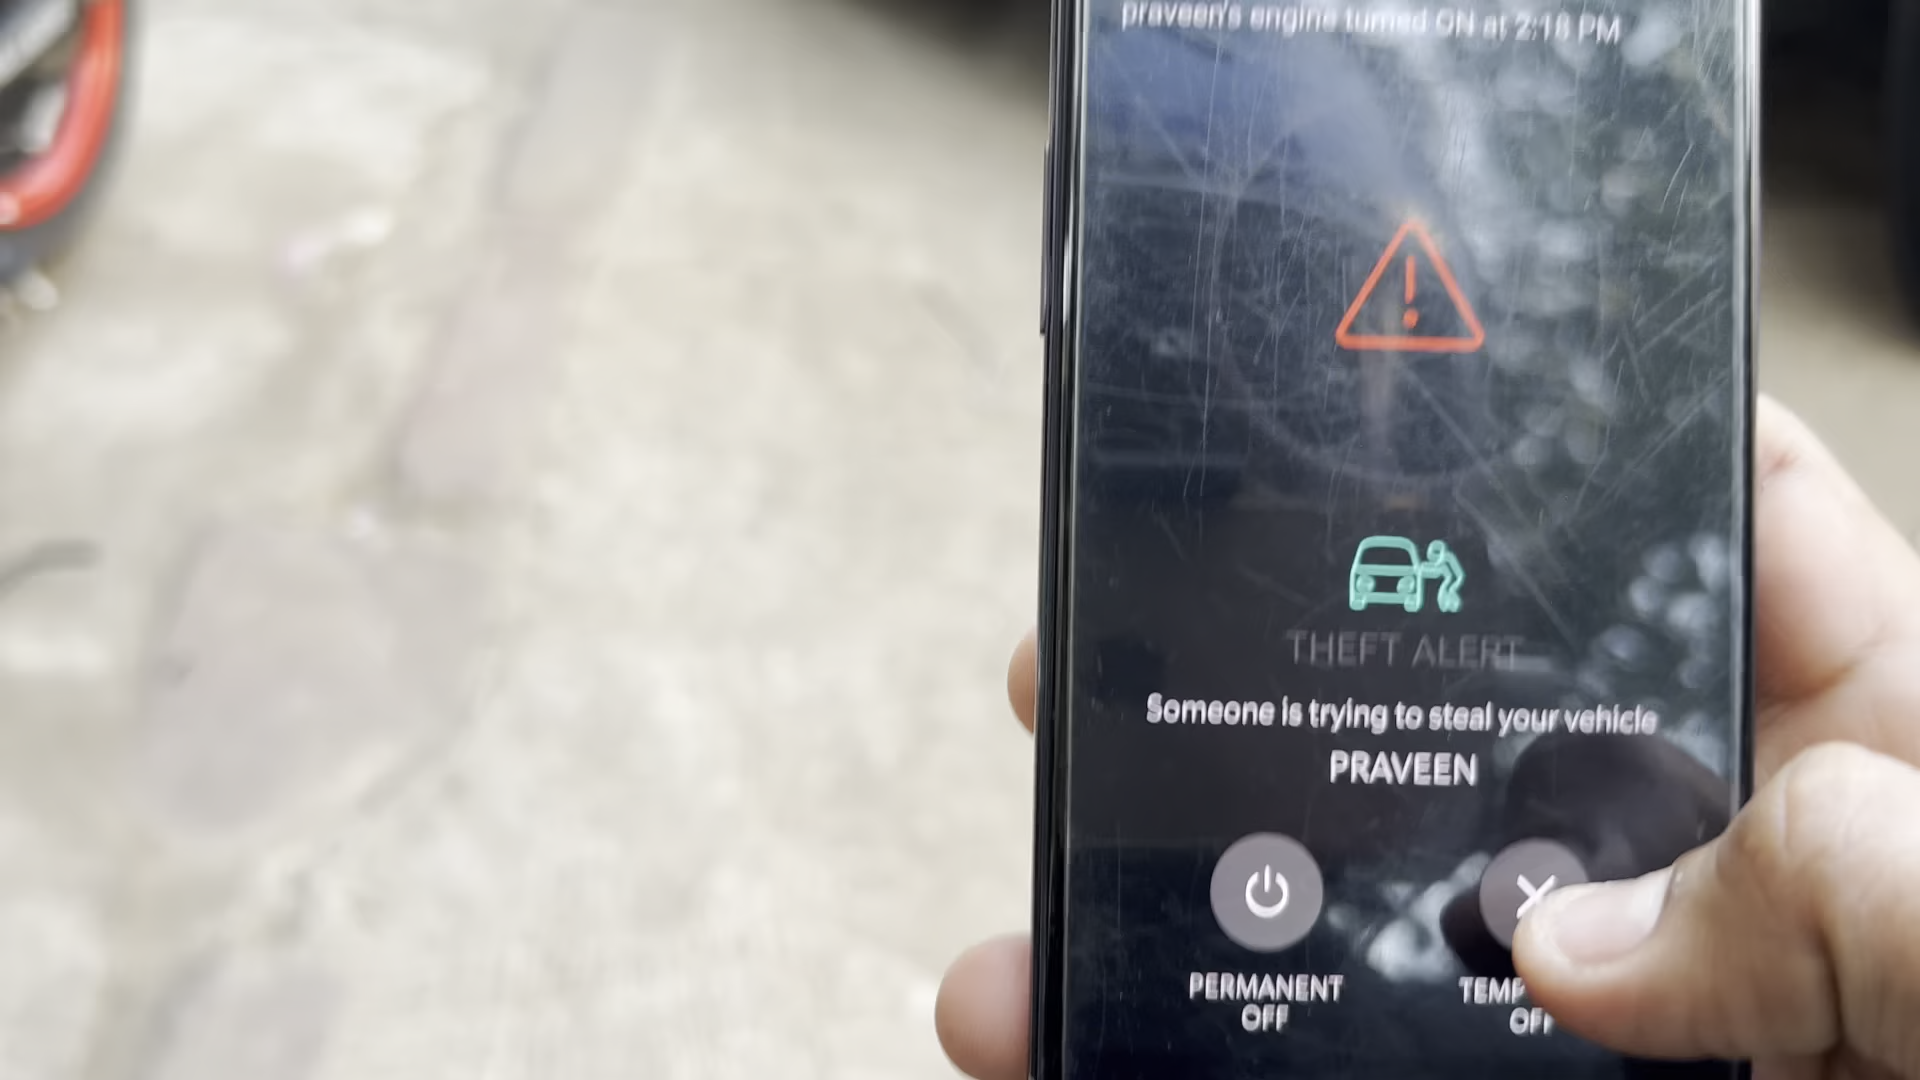 praveen's engine turned ON at 2:18 PM
THEFT ALERT
Someone is trying to steal your vehicle
PRAVEEN
PERMANENT
OFF
TEMP
OFF